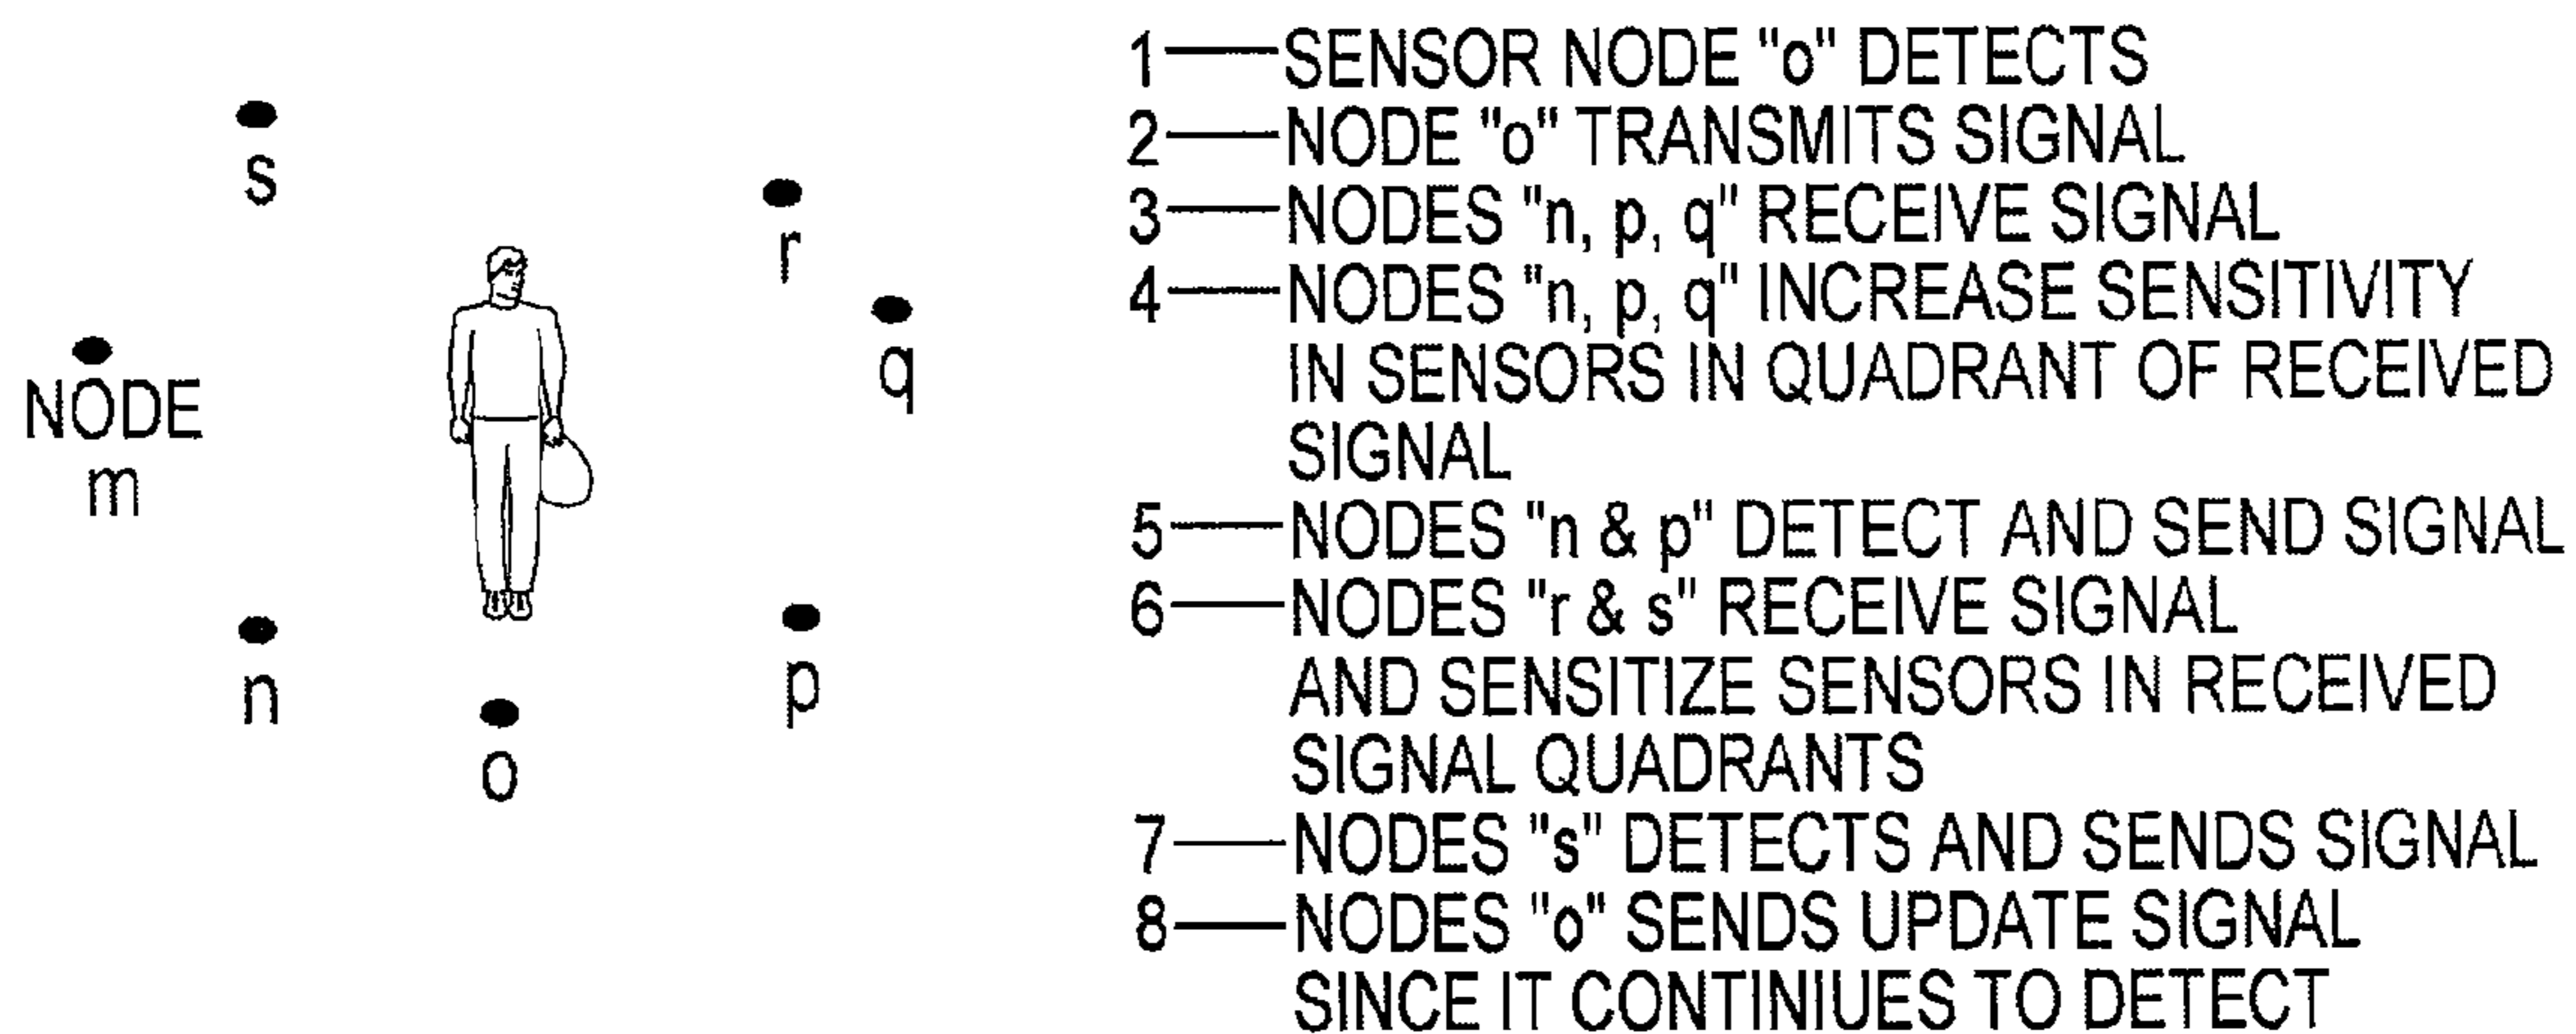 s
r
q
NODE
m
n
p
o
1 SENSOR NODE "o" DETECTS
2 NODE "o" TRANSMITS SIGNAL
3 NODES "n, p, q" RECEIVE SIGNAL
4 NODES "n, p, q" INCREASE SENSITIVITY
IN SENSORS IN QUADRANT OF RECEIVED
SIGNAL
5 NODES "n & p" DETECT AND SEND SIGNAL
6 NODES "r & s" RECEIVE SIGNAL
AND SENSITIZE SENSORS IN RECEIVED
SIGNAL QUADRANTS
7 NODES "s" DETECTS AND SENDS SIGNAL
8 NODES "o" SENDS UPDATE SIGNAL
SINCE IT CONTINIUES TO DETECT